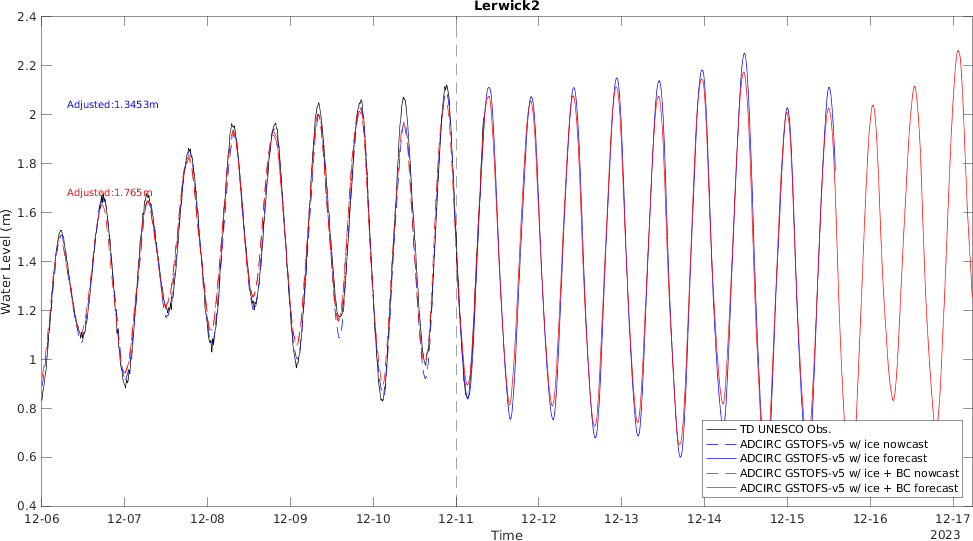 Lerwick2
2.4
2.2
2
1.8
1.6
1.4
1.2
1
0.8
0.6
0.4
Water Level (m)
Adjusted:1.3453m
Adjusted:1.765m
TD UNESCO Obs.
ADCIRC GSTOFS-v5 w/ ice nowcast
ADCIRC GSTOFS-v5 w/ ice forecast
ADCIRC GSTOFS-v5 w/ ice + BC nowcast
ADCIRC GSTOFS-v5 w/ ice + BC forecast
12-06 12-07 12-08 12-09 12-10 12-11 12-12 12-13 12-14 12-15 12-16 12-17
2023
Time